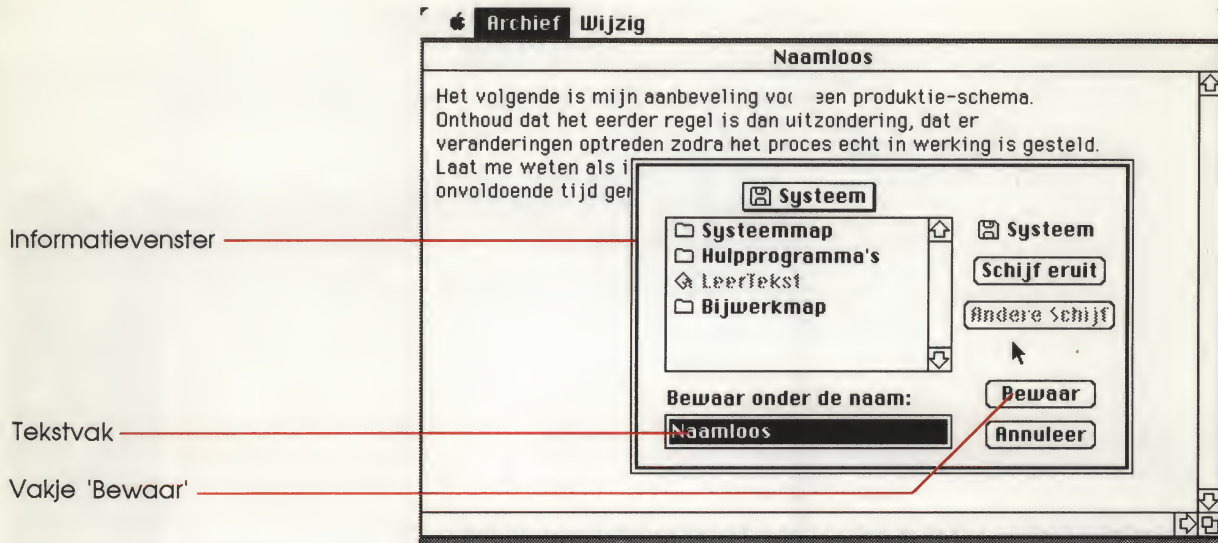 Archief Wijzig
Naamloos
Het volgende is mijn aanbeveling een produktie-schema.
Onthoud dat het eerder regel is dan uitzondering, dat er
veranderingen optreden zodra het proces echt in werking is gesteld.
Laat me weten als i
onvoldoende tijd ger
Systeem
Systeemmap
Hulpprogramma's
LeerTekst
Bijwerkmap
Systeem
Schijf eruit
Andere Schijf
Bewaar onder de naam:
Naamloos
Bewaar
Annuleer
Informatievenster
Tekstvak
Vakje 'Bewaar'